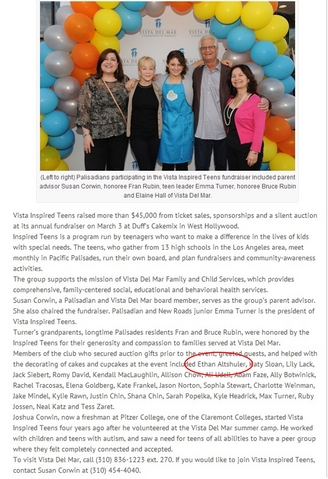 VISTA DEL MAR
VISTA DEL MAR
(Left to right) Palisadians participating in the Vista Inspired Teens fundraiser included parent
advisor Susan Corwin, honoree Fran Rubin, teen leader Emma Turner, honoree Bruce Rubin
and Elaine Hall of Vista Del Mar.
Vista Inspired Teens raised more than $45,000 from ticket sales, sponsorships and a silent auction
at its annual fundraiser on March 3 at Duff's Cakemix in West Hollywood.
Inspired Teens is a program run by teenagers who want to make a difference in the lives of kids
with special needs. The teens, who gather from 13 high schools in the Los Angeles area, meet
monthly in Pacific Palisades, run their own board, and plan fundraisers and community-awareness
activities.
The group supports the mission of Vista Del Mar Family and Child Services, which provides
comprehensive, family-centered social, educational and behavioral health services.
Susan Corwin, a Palisadian and Vista Del Mar board member, serves as the group's parent advisor.
She also chaired the fundraiser. Palisadian and New Roads junior Emma Turner is the president of
Vista Inspired Teens.
Turner's grandparents, longtime Palisades residents Fran and Bruce Rubin, were honored by the
Inspired Teens for their generosity and compassion to families served at Vista Del Mar.
Members of the club who secured auction gifts prior to the event, greeted guests, and helped with
the decorating of cakes and cupcakes at the event included Ethan Altshuler, Katy Sloan, Lily Lack,
Jack Siebert, Romy David, Kendall MacLaughin, Allison Chow, Ali Udell, Adam Faze, Ally Botwinick,
Rachel Tracosas, Elena Goldberg, Kate Frankel, Jason Norton, Sophia Stewart, Charlotte Weinman,
Jake Mindel, Kylie Rawn, Justin Chin, Shana Chin, Sarah Popelka, Kyle Headrick, Max Turner, Ruby
Jossen, Neal Katz and Tess Zaret.
Joshua Corwin, now a freshman at Pitzer College, one of the Claremont Colleges, started Vista
Inspired Teens four years ago after he volunteered at the Vista Del Mar summer camp. He worked
with children and teens with autism, and saw a need for teens of all abilities to have a peer group
where they felt completely connected and accepted.
To visit Vista Del Mar, call (310) 836-1223 ext. 270. If you would like to join Vista Inspired Teens,
contact Susan Corwin at (310) 454-4040.